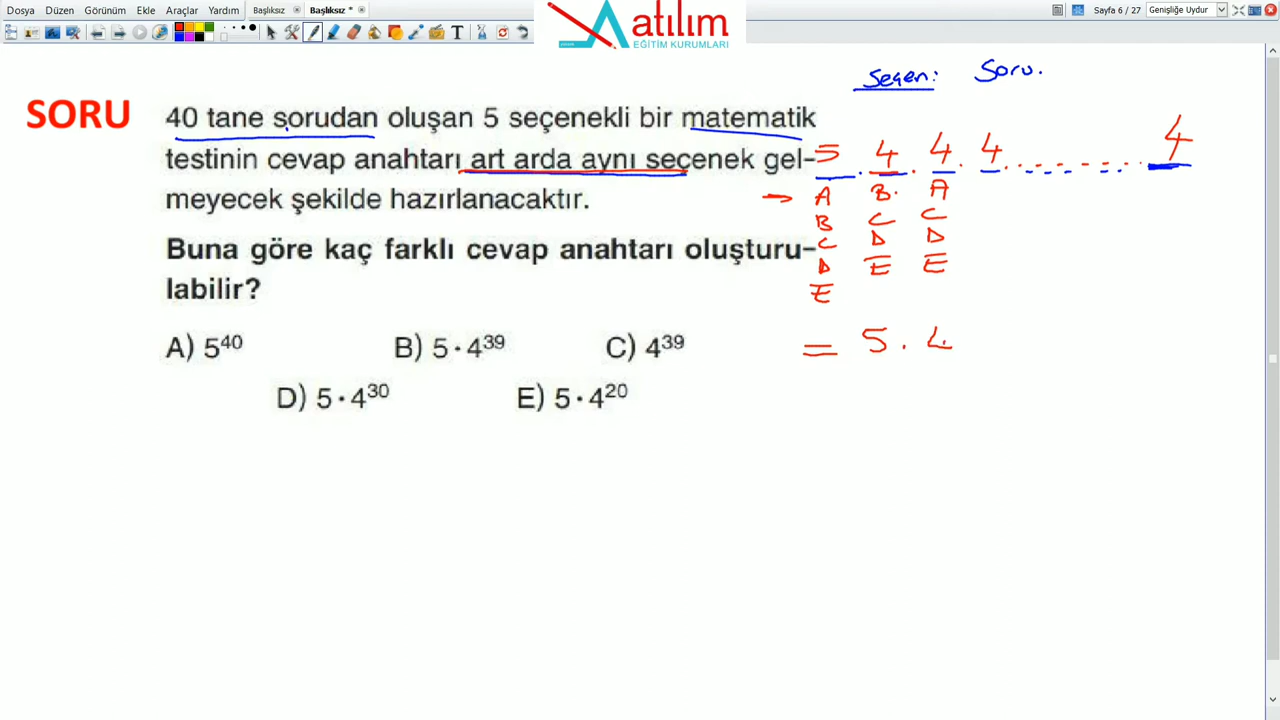 Dosya Düzen Görünüm Ekle Araçlar Yardım Başlıksız Başlıksız * Sayfa 6 / 27 Genişliğe Uydur
atılım
EĞİTİM KURUMLARI
Seçen: Soru.
SORU 40 tane sorudan oluşan 5 seçenekli bir matematik
testinin cevap anahtarı art arda aynı seçenek gel-
meyecek şekilde hazırlanacaktır.
Buna göre kaç farklı cevap anahtarı oluşturu-
labilir?
A) 5⁴⁰ B) 5·4³⁹ C) 4³⁹
D) 5·4³⁰ E) 5·4²⁰
5 . 4 . 4 . 4 ........ 4
→ A B. A
B C C
C D D
D E E
E
= 5 . 4